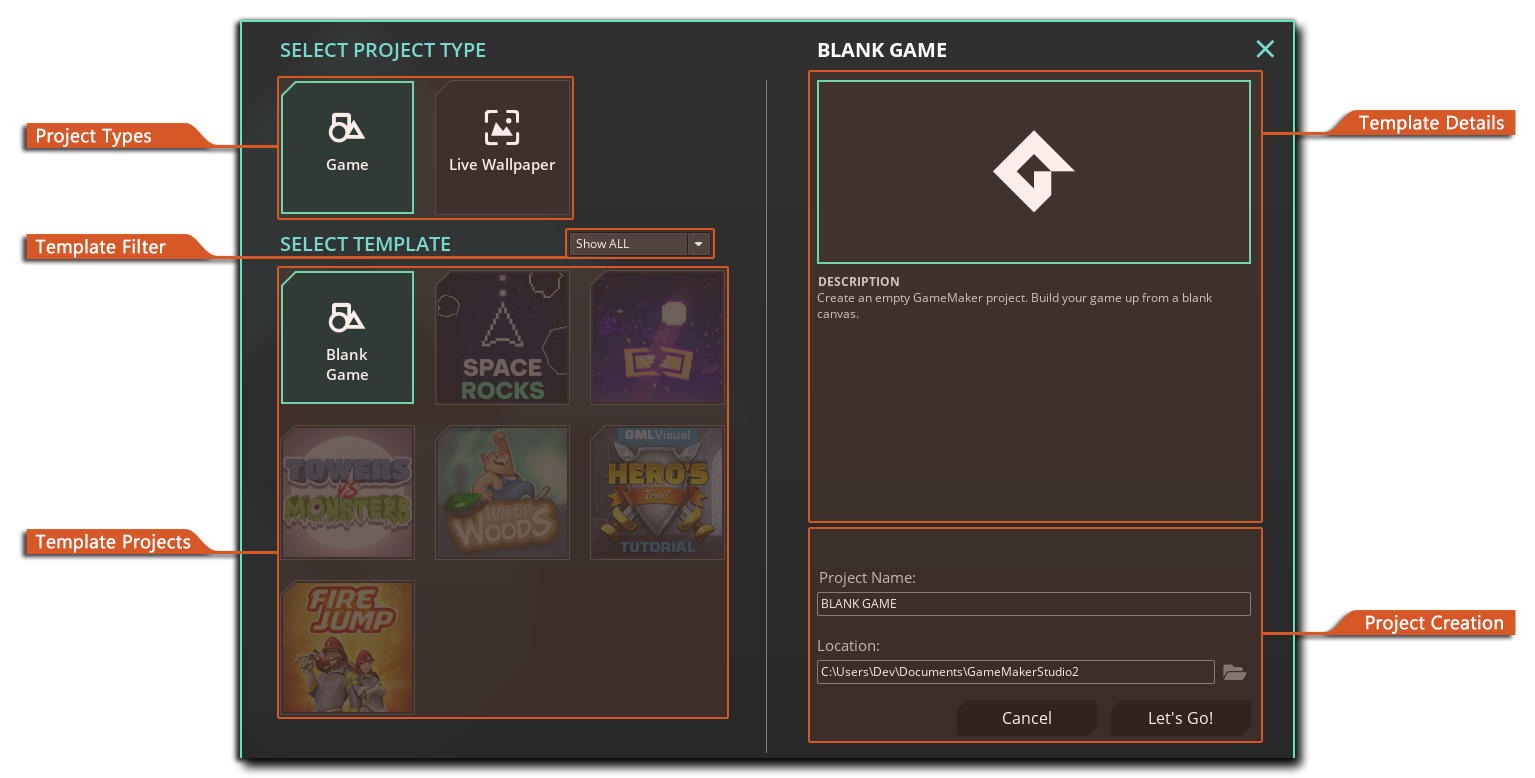 SELECT PROJECT TYPE
BLANK GAME
Project Types
Game
Live Wallpaper
Template Details
Template Filter
SELECT TEMPLATE
Show ALL
Blank
Game
SPACE
ROCKS
TOWERS
VS
MONSTERS
WINDY
WOODS
GMLVisual
HERO'S
Trail
TUTORIAL
Template Projects
FIRE
JUMP
DESCRIPTION
Create an empty GameMaker project. Build your game up from a blank
canvas.
Project Name:
BLANK GAME
Project Creation
Location:
C:\Users\Dev\Documents\GameMakerStudio2
Cancel
Let's Go!